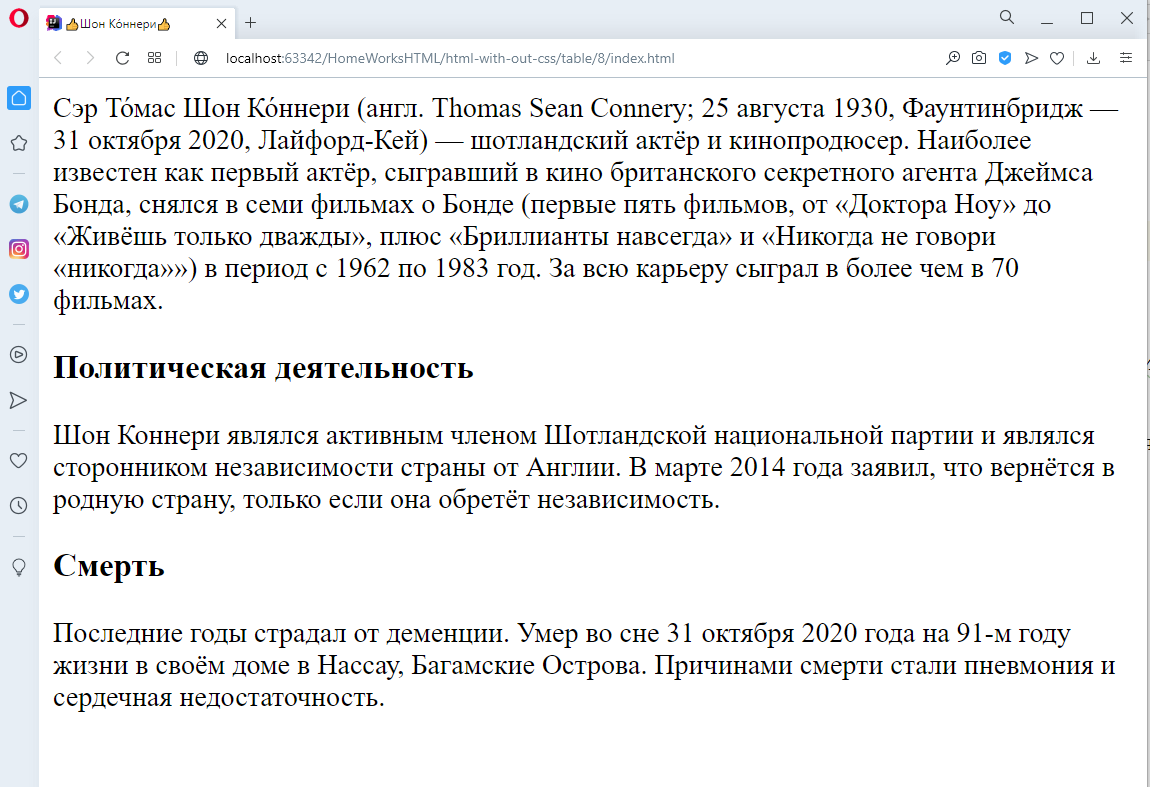 👍Шон Ко́ннери👍
localhost:63342/HomeWorksHTML/html-with-out-css/table/8/index.html
Сэр То́мас Шон Ко́ннери (англ. Thomas Sean Connery; 25 августа 1930, Фаунтинбридж —
31 октября 2020, Лайфорд-Кей) — шотландский актёр и кинопродюсер. Наиболее
известен как первый актёр, сыгравший в кино британского секретного агента Джеймса
Бонда, снялся в семи фильмах о Бонде (первые пять фильмов, от «Доктора Ноу» до
«Живёшь только дважды», плюс «Бриллианты навсегда» и «Никогда не говори
«никогда»») в период с 1962 по 1983 год. За всю карьеру сыграл в более чем в 70
фильмах.
Политическая деятельность
Шон Коннери являлся активным членом Шотландской национальной партии и являлся
сторонником независимости страны от Англии. В марте 2014 года заявил, что вернётся в
родную страну, только если она обретёт независимость.
Смерть
Последние годы страдал от деменции. Умер во сне 31 октября 2020 года на 91-м году
жизни в своём доме в Нассау, Багамские Острова. Причинами смерти стали пневмония и
сердечная недостаточность.